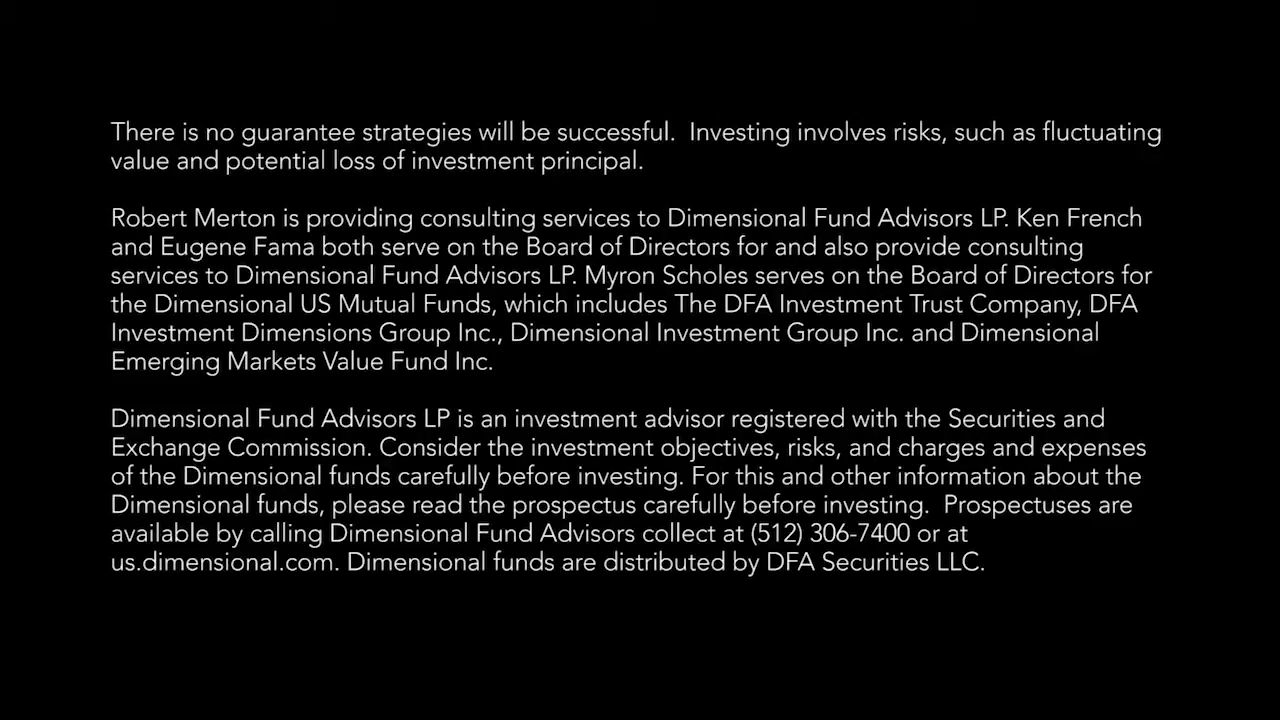 There is no guarantee strategies will be successful.  Investing involves risks, such as fluctuating
value and potential loss of investment principal.
Robert Merton is providing consulting services to Dimensional Fund Advisors LP. Ken French
and Eugene Fama both serve on the Board of Directors for and also provide consulting
services to Dimensional Fund Advisors LP. Myron Scholes serves on the Board of Directors for
the Dimensional US Mutual Funds, which includes The DFA Investment Trust Company, DFA
Investment Dimensions Group Inc., Dimensional Investment Group Inc. and Dimensional
Emerging Markets Value Fund Inc.
Dimensional Fund Advisors LP is an investment advisor registered with the Securities and
Exchange Commission. Consider the investment objectives, risks, and charges and expenses
of the Dimensional funds carefully before investing. For this and other information about the
Dimensional funds, please read the prospectus carefully before investing.  Prospectuses are
available by calling Dimensional Fund Advisors collect at (512) 306-7400 or at
us.dimensional.com. Dimensional funds are distributed by DFA Securities LLC.